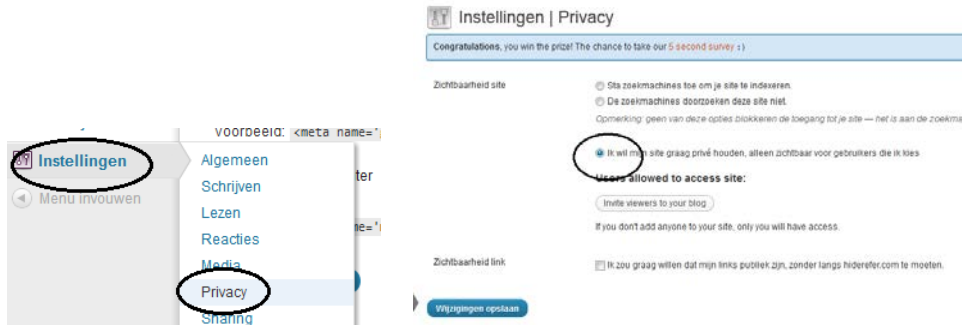 voorbeeld: <meta name='
Instellingen
Menu invouwen
Algemeen
Schrijven
ter
Lezen
Reacties
ne='
Media
Privacy
Sharing
Instellingen | Privacy
Congratulations, you win the prize! The chance to take our 5 second survey :)
Zichtbaarheid site
Sta zoekmachines toe om je site te indexeren.
De zoekmachines doorzoeken deze site niet.
Opmerking: geen van deze opties blokkeren de toegang tot je site — het is aan de zoekma
Ik wil mijn site graag privé houden, alleen zichtbaar voor gebruikers die ik kies
Users allowed to access site:
Invite viewers to your blog
If you don't add anyone to your site, only you will have access.
Zichtbaarheid link
Ik zou graag willen dat mijn links publiek zijn, zonder langs hiderefer.com te moeten.
Wijzigingen opslaan